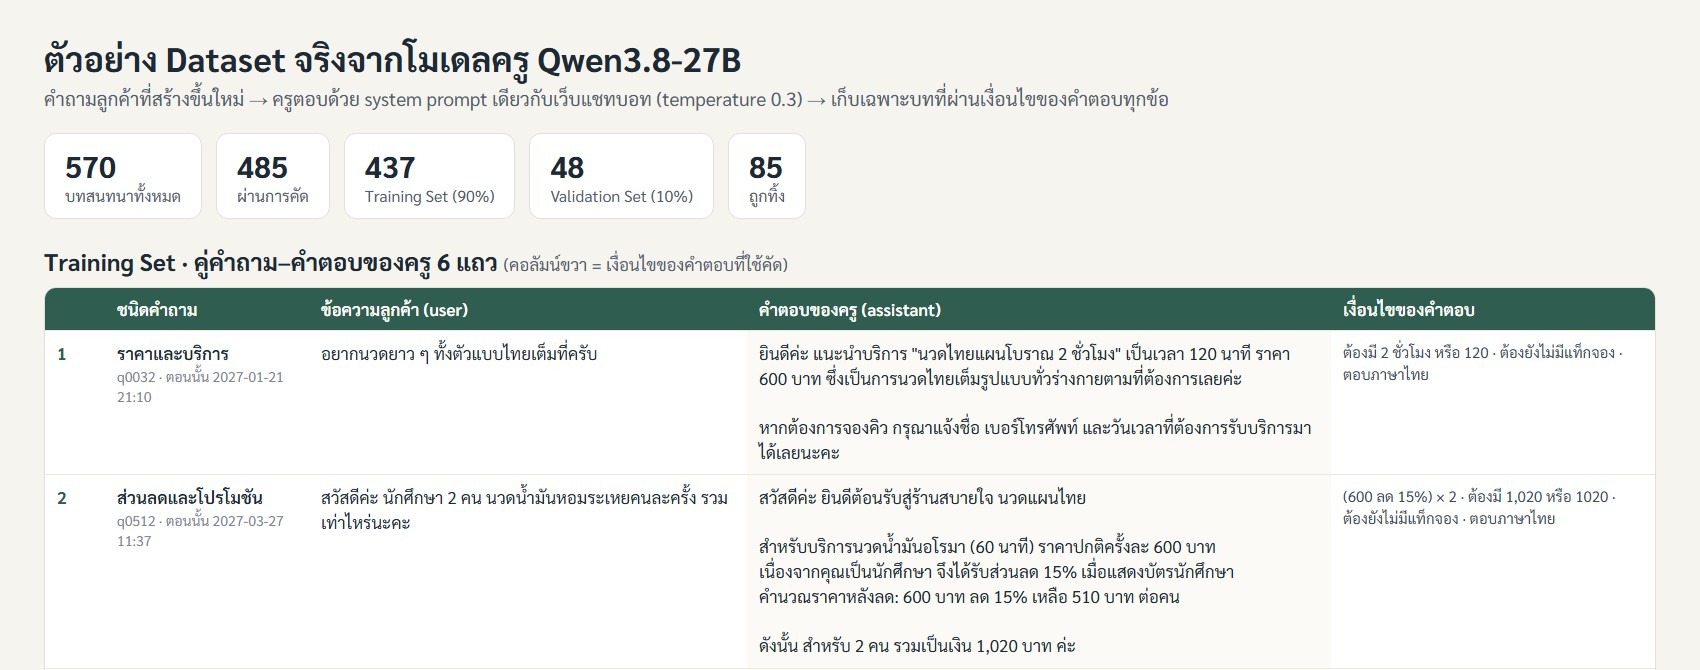 ตัวอย่าง Dataset จริงจากโมเดลครู Qwen3.8-27B
คำถามลูกค้าที่สร้างขึ้นใหม่ → ครูตอบด้วย system prompt เดียวกับเว็บแชทบอท (temperature 0.3) → เก็บเฉพาะบทที่ผ่านเงื่อนไขของคำตอบทุกข้อ
570
บทสนทนาทั้งหมด
485
ผ่านการคัด
437
Training Set (90%)
48
Validation Set (10%)
85
ถูกทิ้ง
Training Set · คู่คำถาม–คำตอบของครู 6 แถว (คอลัมน์ขวา = เงื่อนไขของคำตอบที่ใช้คัด)
ชนิดคำถาม
ข้อความลูกค้า (user)
คำตอบของครู (assistant)
เงื่อนไขของคำตอบ
1
ราคาและบริการ
q0032 · ตอนนั้น 2027-01-21
21:10
อยากนวดยาว ๆ ทั้งตัวแบบไทยเต็มที่ครับ
ยินดีค่ะ แนะนำบริการ "นวดไทยแผนโบราณ 2 ชั่วโมง" เป็นเวลา 120 นาที ราคา
600 บาท ซึ่งเป็นการนวดไทยเต็มรูปแบบทั่วร่างกายตามที่ต้องการเลยค่ะ
หากต้องการจองคิว กรุณาแจ้งชื่อ เบอร์โทรศัพท์ และวันเวลาที่ต้องการรับบริการมา
ได้เลยนะคะ
ต้องมี 2 ชั่วโมง หรือ 120 · ต้องยังไม่มีแท็กจอง ·
ตอบภาษาไทย
2
ส่วนลดและโปรโมชัน
q0512 · ตอนนั้น 2027-03-27
11:37
สวัสดีค่ะ นักศึกษา 2 คน นวดน้ำมันหอมระเหยคนละครั้ง รวม
เท่าไหร่นะคะ
สวัสดีค่ะ ยินดีต้อนรับสู่ร้านสบายใจ นวดแผนไทย
สำหรับบริการนวดน้ำมันอโรมา (60 นาที) ราคาปกติครั้งละ 600 บาท
เนื่องจากคุณเป็นนักศึกษา จึงได้รับส่วนลด 15% เมื่อแสดงบัตรนักศึกษา
คำนวณราคาหลังลด: 600 บาท ลด 15% เหลือ 510 บาท ต่อคน
ดังนั้น สำหรับ 2 คน รวมเป็นเงิน 1,020 บาท ค่ะ
(600 ลด 15%) × 2 · ต้องมี 1,020 หรือ 1020 ·
ต้องยังไม่มีแท็กจอง · ตอบภาษาไทย